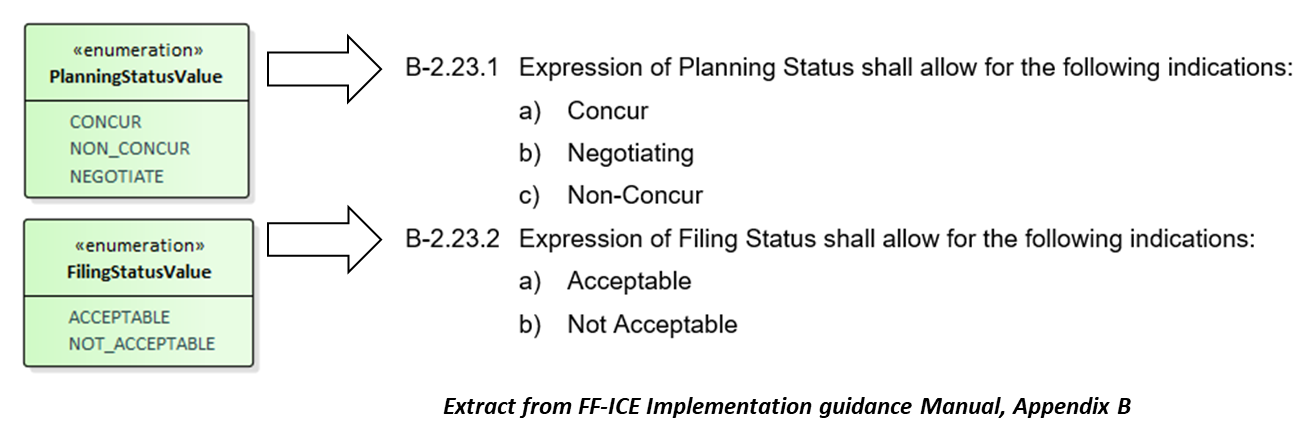 «enumeration»
PlanningStatusValue
CONCUR
NON_CONCUR
NEGOTIATE
B-2.23.1 Expression of Planning Status shall allow for the following indications:
a) Concur
b) Negotiating
c) Non-Concur
«enumeration»
FilingStatusValue
ACCEPTABLE
NOT_ACCEPTABLE
B-2.23.2 Expression of Filing Status shall allow for the following indications:
a) Acceptable
b) Not Acceptable
Extract from FF-ICE Implementation guidance Manual, Appendix B